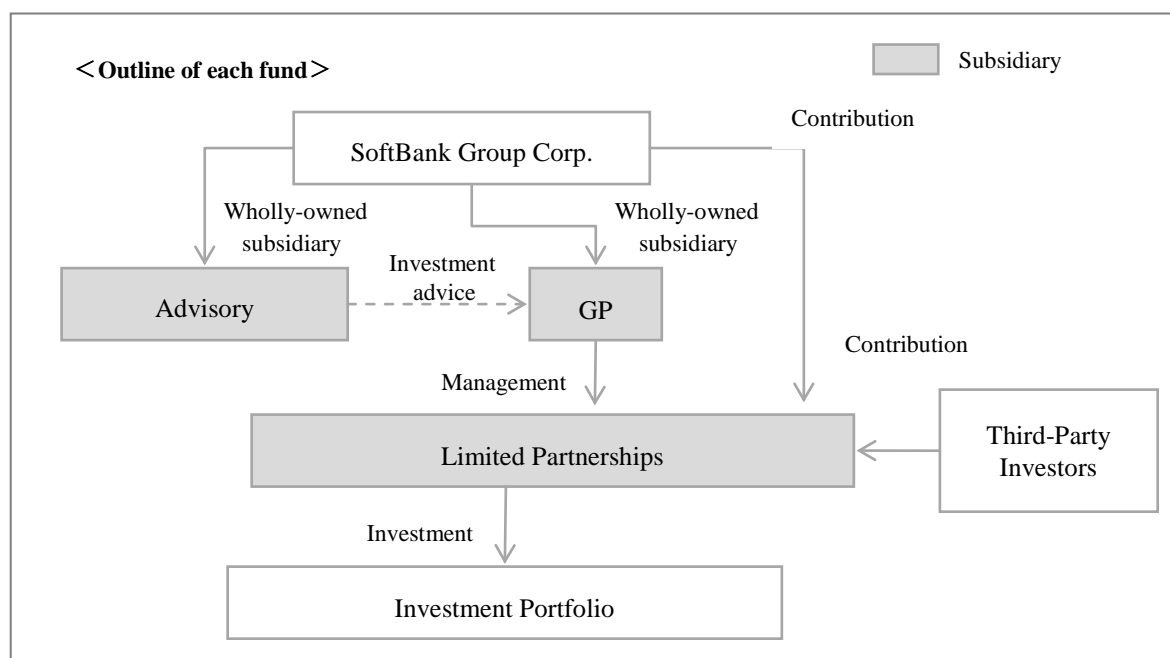 ＜Outline of each fund＞
Subsidiary
Contribution
SoftBank Group Corp.
Wholly-owned
subsidiary
Wholly-owned
subsidiary
Investment
advice
Advisory
GP
Contribution
Management
Third-Party
Investors
Limited Partnerships
Investment
Investment Portfolio